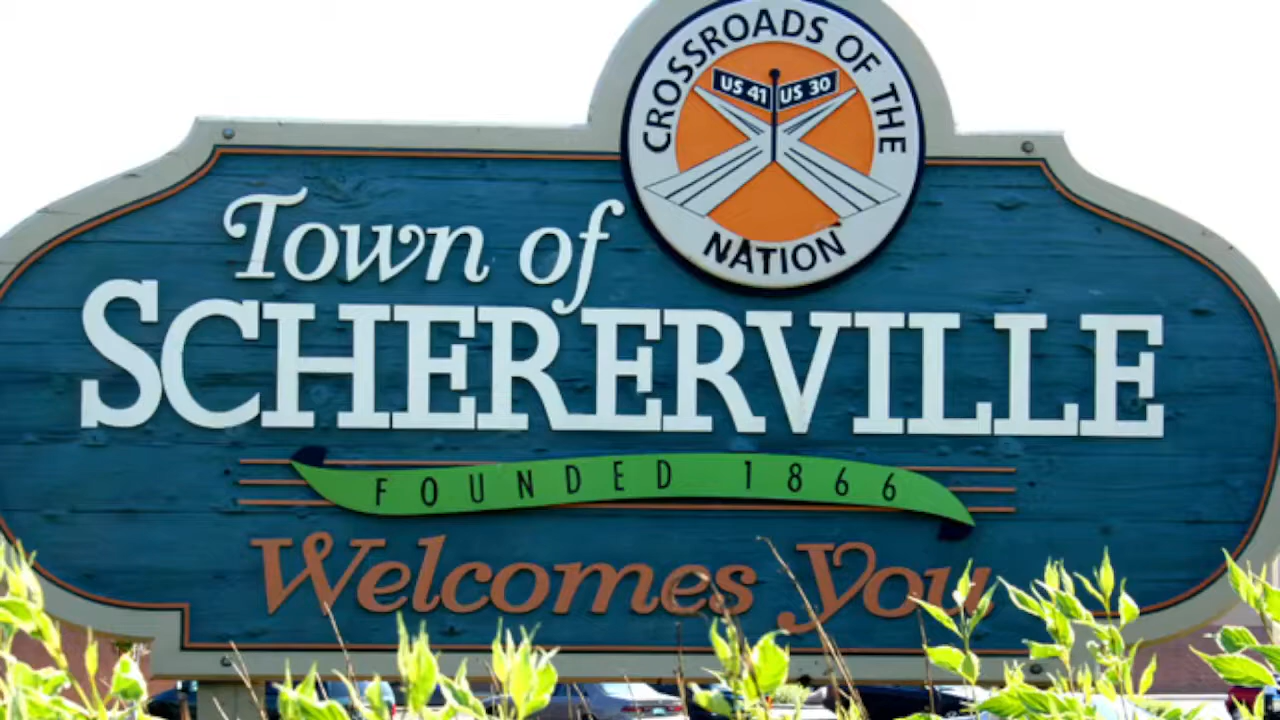 CROSSROADS OF THE
US 41 US 30
NATION
Town of
SCHERERVILLE
FOUNDED 1866
Welcomes You